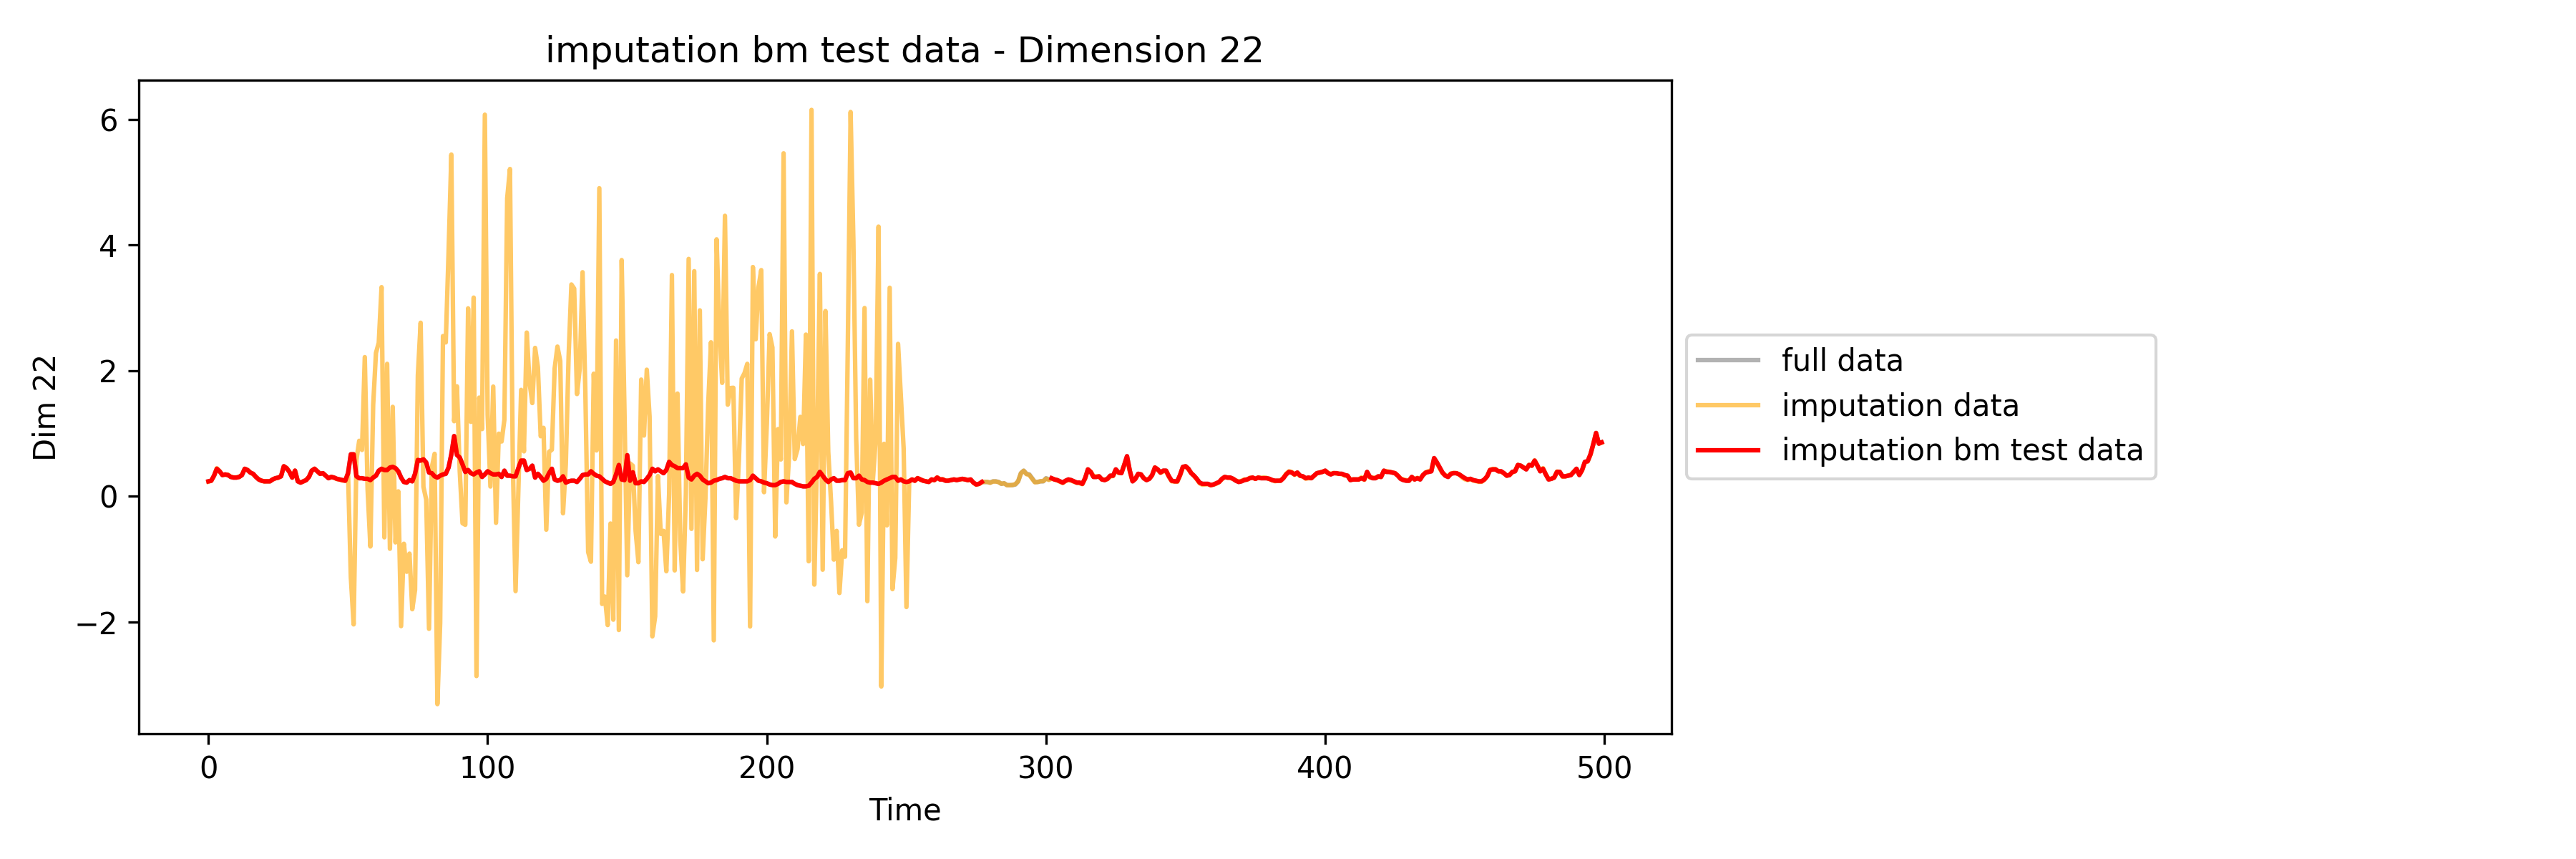 imputation bm test data - Dimension 22
6
4
2
0
−2
Dim 22
0 100 200 300 400 500
Time
full data
imputation data
imputation bm test data